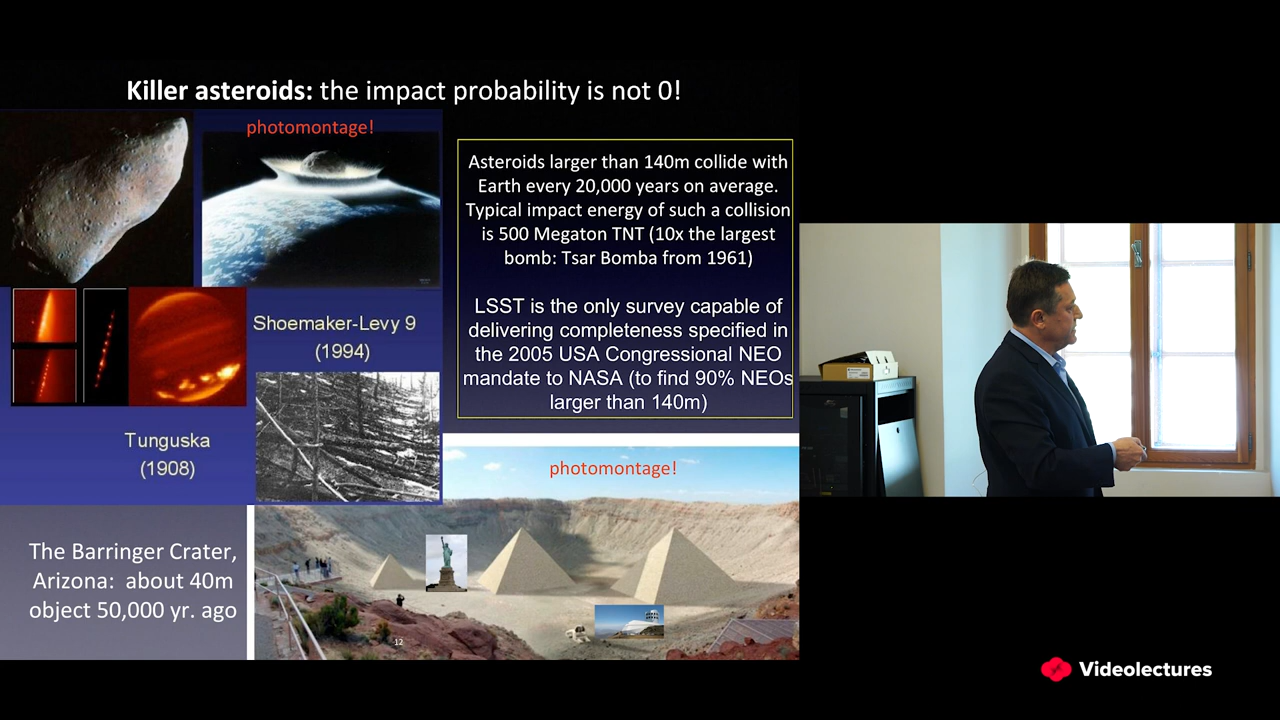 Killer asteroids: the impact probability is not 0!
photomontage!
Asteroids larger than 140m collide with
Earth every 20,000 years on average.
Typical impact energy of such a collision
is 500 Megaton TNT (10x the largest
bomb: Tsar Bomba from 1961)
LSST is the only survey capable of
delivering completeness specified in
the 2005 USA Congressional NEO
mandate to NASA (to find 90% NEOs
larger than 140m)
Shoemaker-Levy 9
(1994)
Tunguska
(1908)
photomontage!
The Barringer Crater,
Arizona: about 40m
object 50,000 yr. ago
12
Videolectures